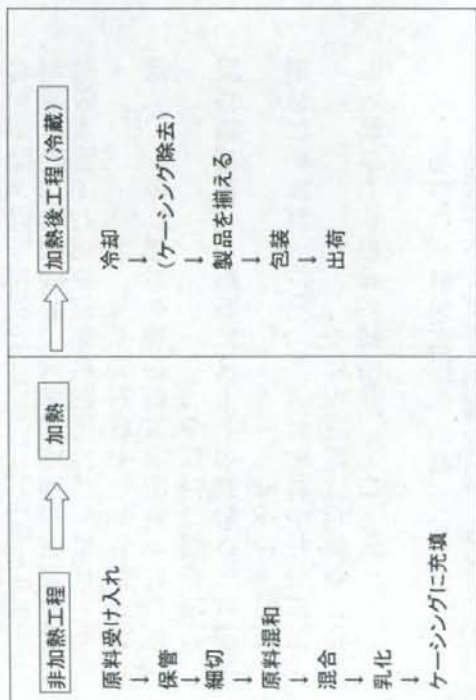 非加熱工程 ⇒ 加熱 ⇒ 加熱後工程(冷蔵)
原料受け入れ
↓
保管
↓
細切
↓
原料混和
↓
混合
↓
乳化
↓
ケーシングに充填
冷却
↓
(ケーシング除去)
↓
製品を揃える
↓
包装
↓
出荷